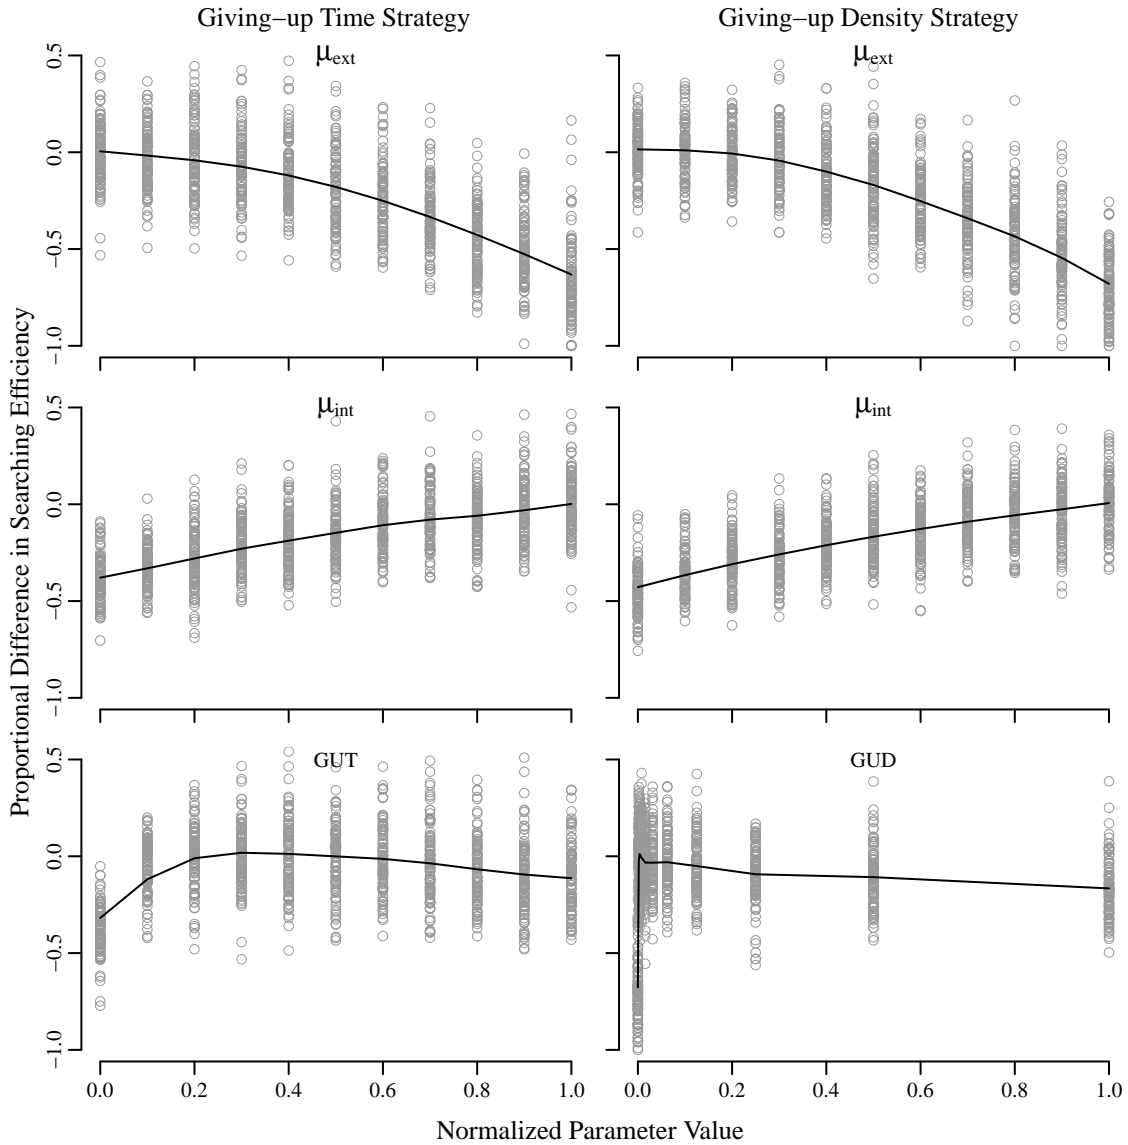 Giving–up Time Strategy
Giving–up Density Strategy
Proportional Difference in Searching Efficiency
μext
0.5
0.0
−0.5
−1.0
μext
μint
0.5
0.0
−0.5
−1.0
μint
GUT
0.5
0.0
−0.5
−1.0
0.0 0.2 0.4 0.6 0.8 1.0
GUD
0.0 0.2 0.4 0.6 0.8 1.0
Normalized Parameter Value